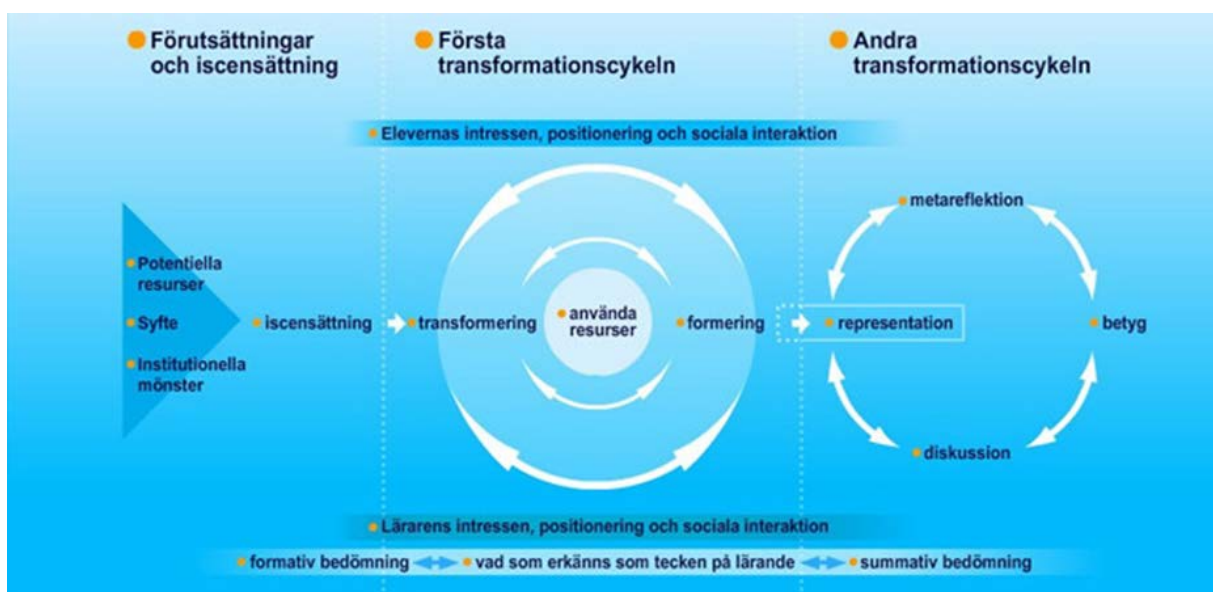 Förutsättningar
och iscensättning
Första
transformationscykeln
Andra
transformationscykeln
Elevernas intressen, positionering och sociala interaktion
Potentiella
resurser
Syfte
Institutionella
mönster
iscensättning
transformering
använda
resurser
formering
metareflektion
representation
betyg
diskussion
Lärarens intressen, positionering och sociala interaktion
formativ bedömning
vad som erkänns som tecken på lärande
summativ bedömning